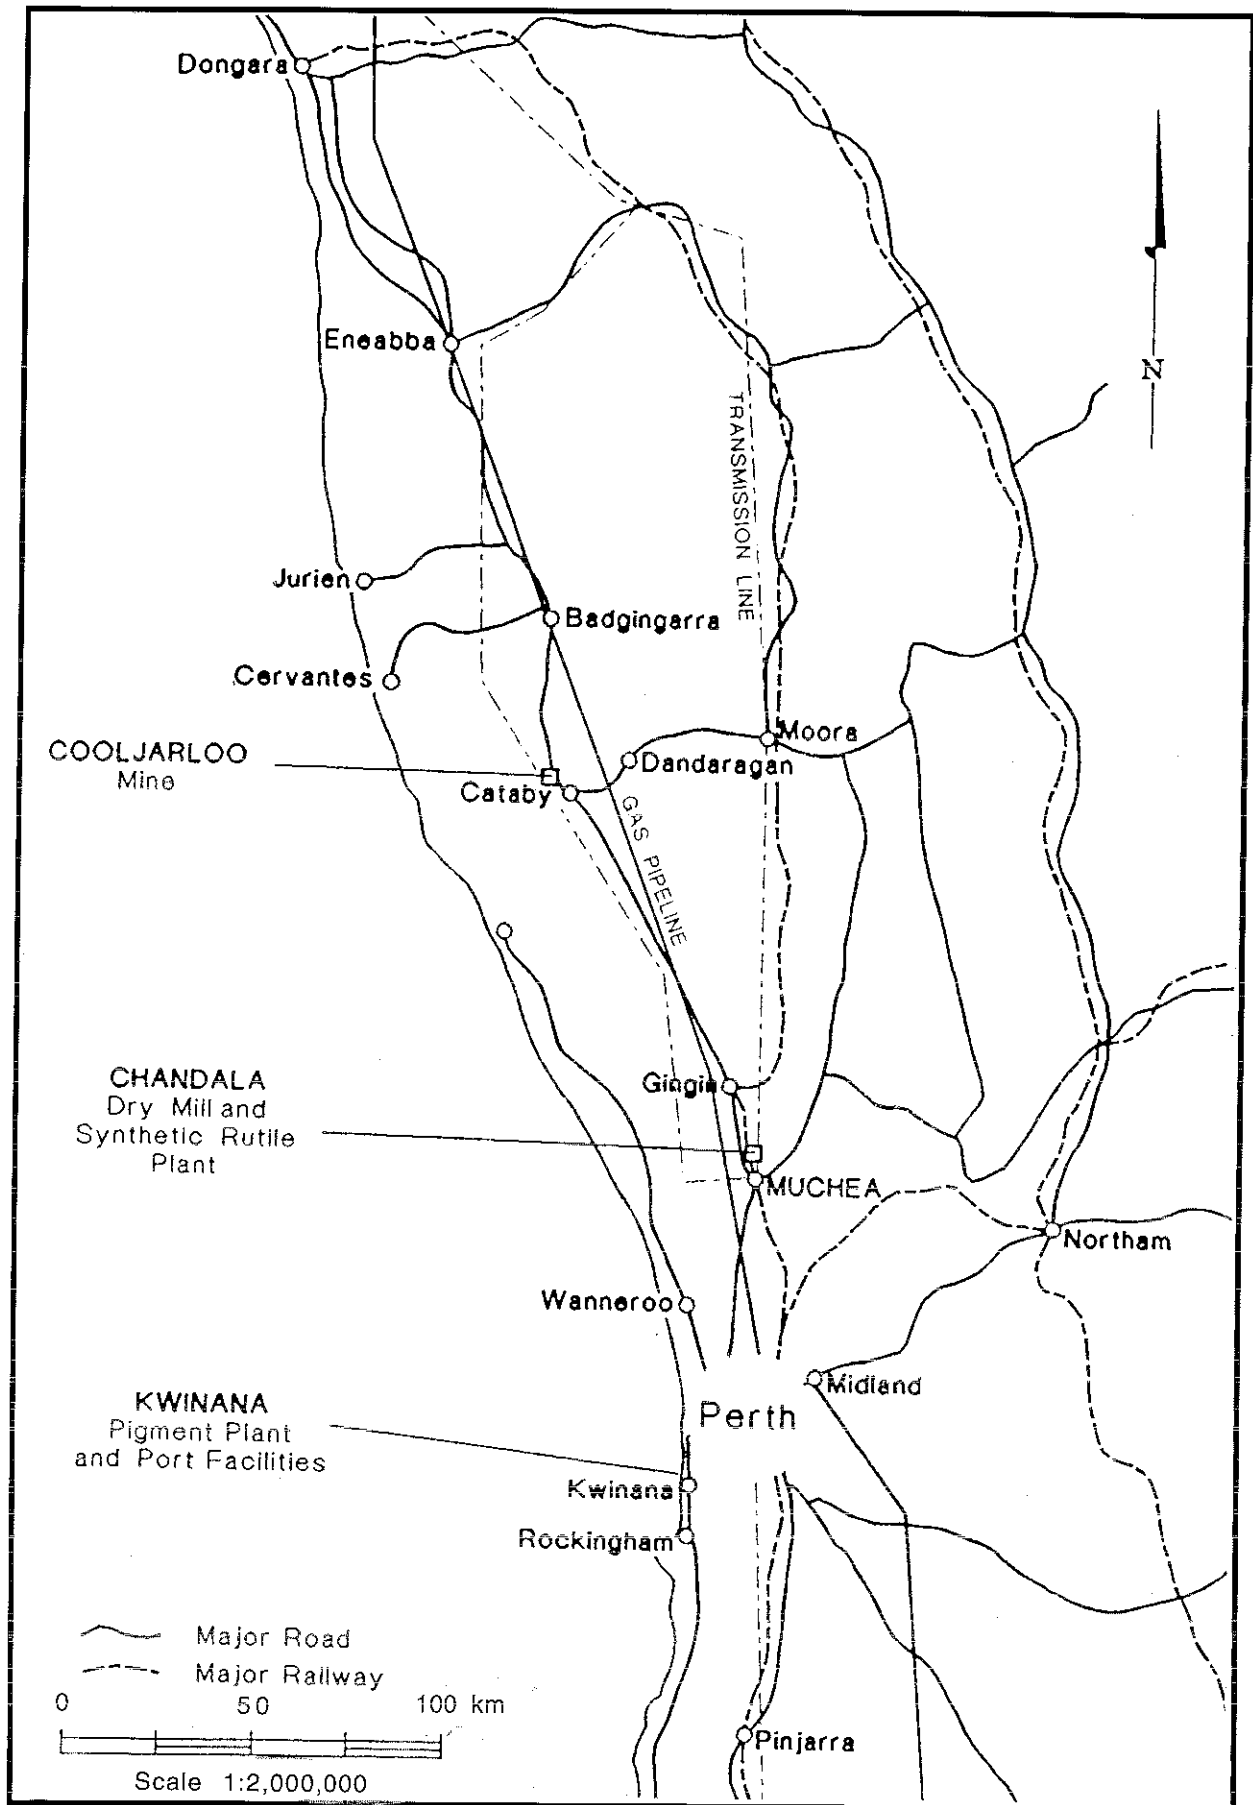 Dongara
Eneabba
N
TRANSMISSION LINE
Jurien
Badgingarra
Cervantes
COOLJARLOO
Mine
Moora
Dandaragan
Cataby
GAS PIPELINE
CHANDALA
Dry Mill and
Synthetic Rutile
Plant
Gingin
MUCHEA
Northam
Wanneroo
KWINANA
Pigment Plant
and Port Facilities
Midland
Perth
Kwinana
Rockingham
Major Road
Major Railway
0 50 100 km
Scale 1:2,000,000
Pinjarra